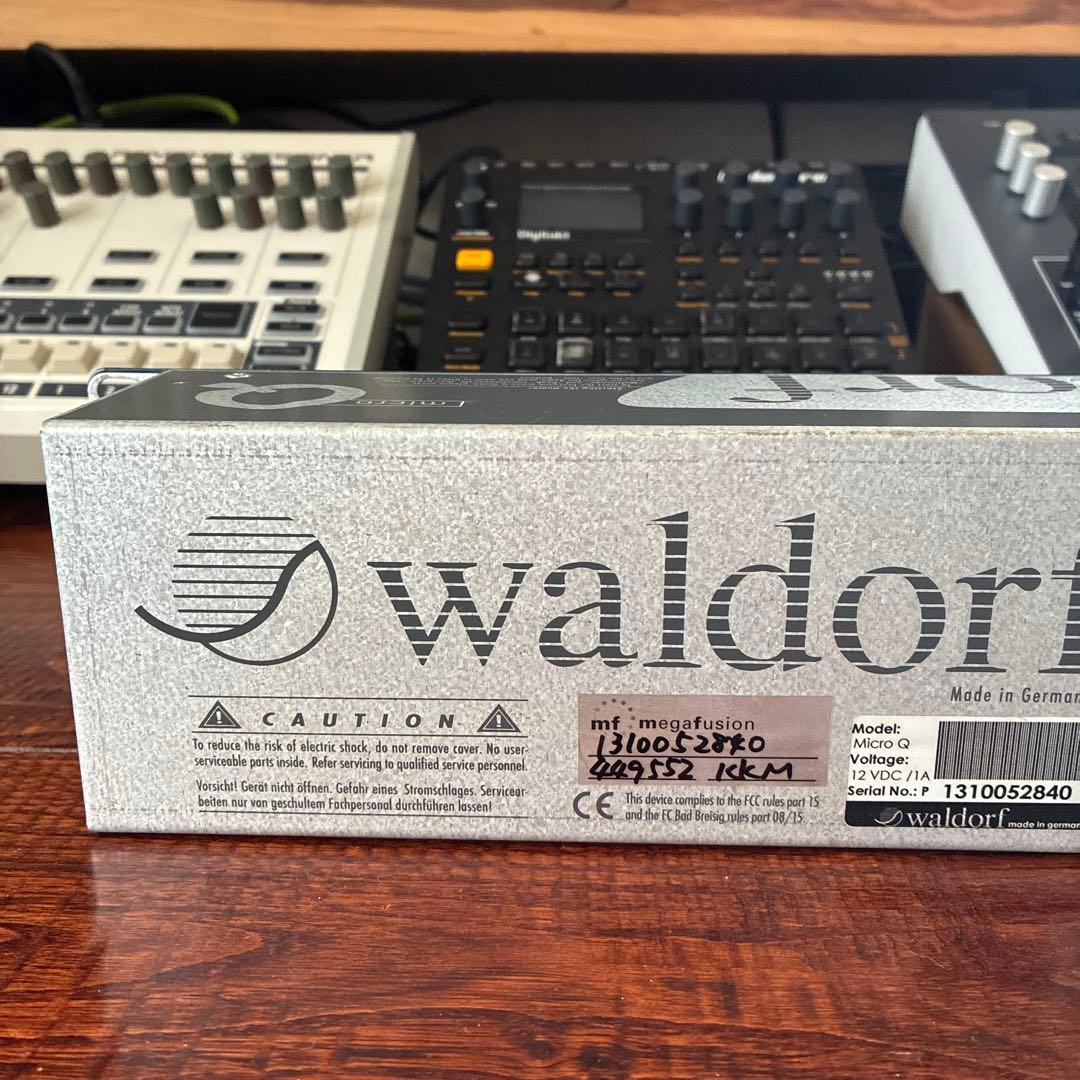 Digitakt
micro
waldorf
Made in German
CAUTION
To reduce the risk of electric shock, do not remove cover. No user-
serviceable parts inside. Refer servicing to qualified service personnel.
Vorsicht! Gerät nicht öffnen. Gefahr eines Stromschlages. Servicear-
beiten nur von geschultem Fachpersonal durchführen lassen!
mf megafusion
1310052840
449552 KKM
CE This device complies to the FCC rules part 15
and the FC Bad Breisig rules part 08/15
Model:
Micro Q
Voltage:
12 VDC /1A
Serial No.: P 1310052840
waldorf made in german